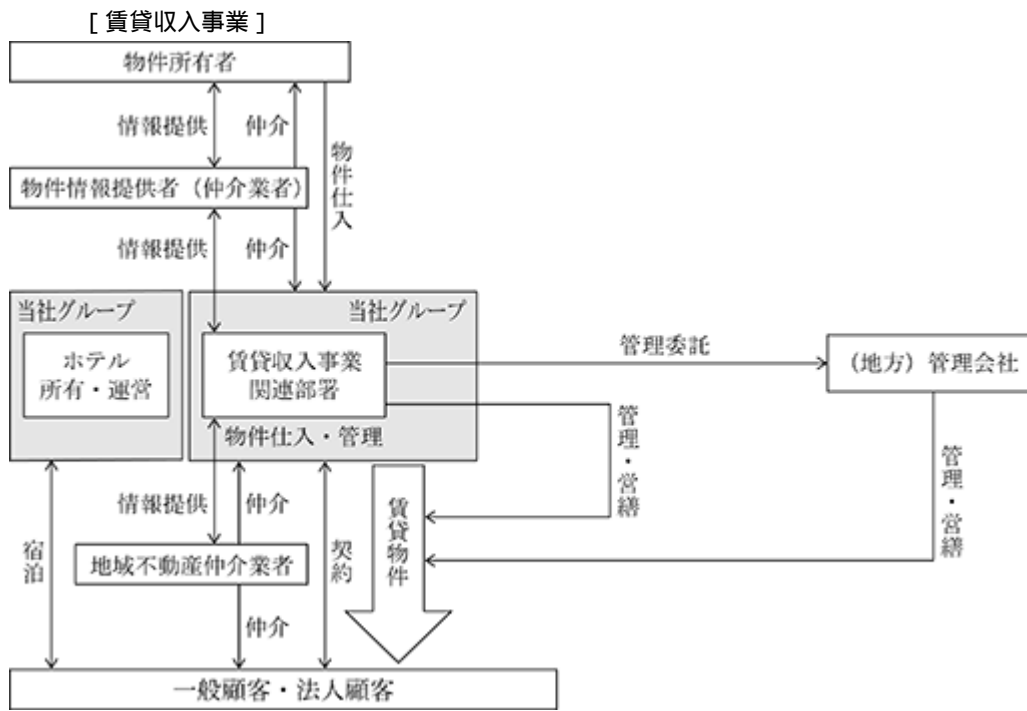 [ 賃貸収入事業 ]
物件所有者
情報提供
仲介
物件仕入
物件情報提供者（仲介業者）
情報提供
仲介
当社グループ
ホテル
所有・運営
当社グループ
賃貸収入事業
関連部署
物件仕入・管理
管理委託
（地方）管理会社
管理・営繕
管理・営繕
情報提供
仲介
宿泊
契約
賃貸物件
地域不動産仲介業者
仲介
一般顧客・法人顧客